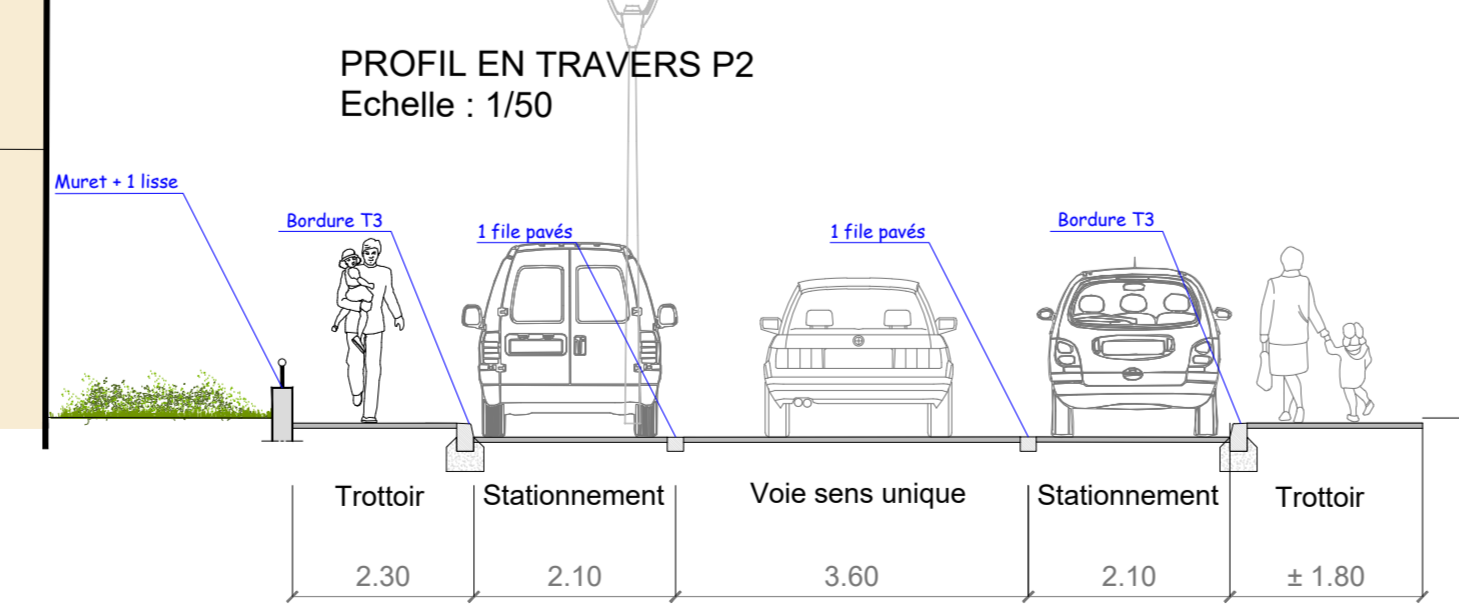 PROFIL EN TRAVERS P2
Echelle : 1/50
Muret + 1 lisse
Bordure T3
1 file pavés
1 file pavés
Bordure T3
Trottoir
Stationnement
Voie sens unique
Stationnement
Trottoir
2.30
2.10
3.60
2.10
± 1.80